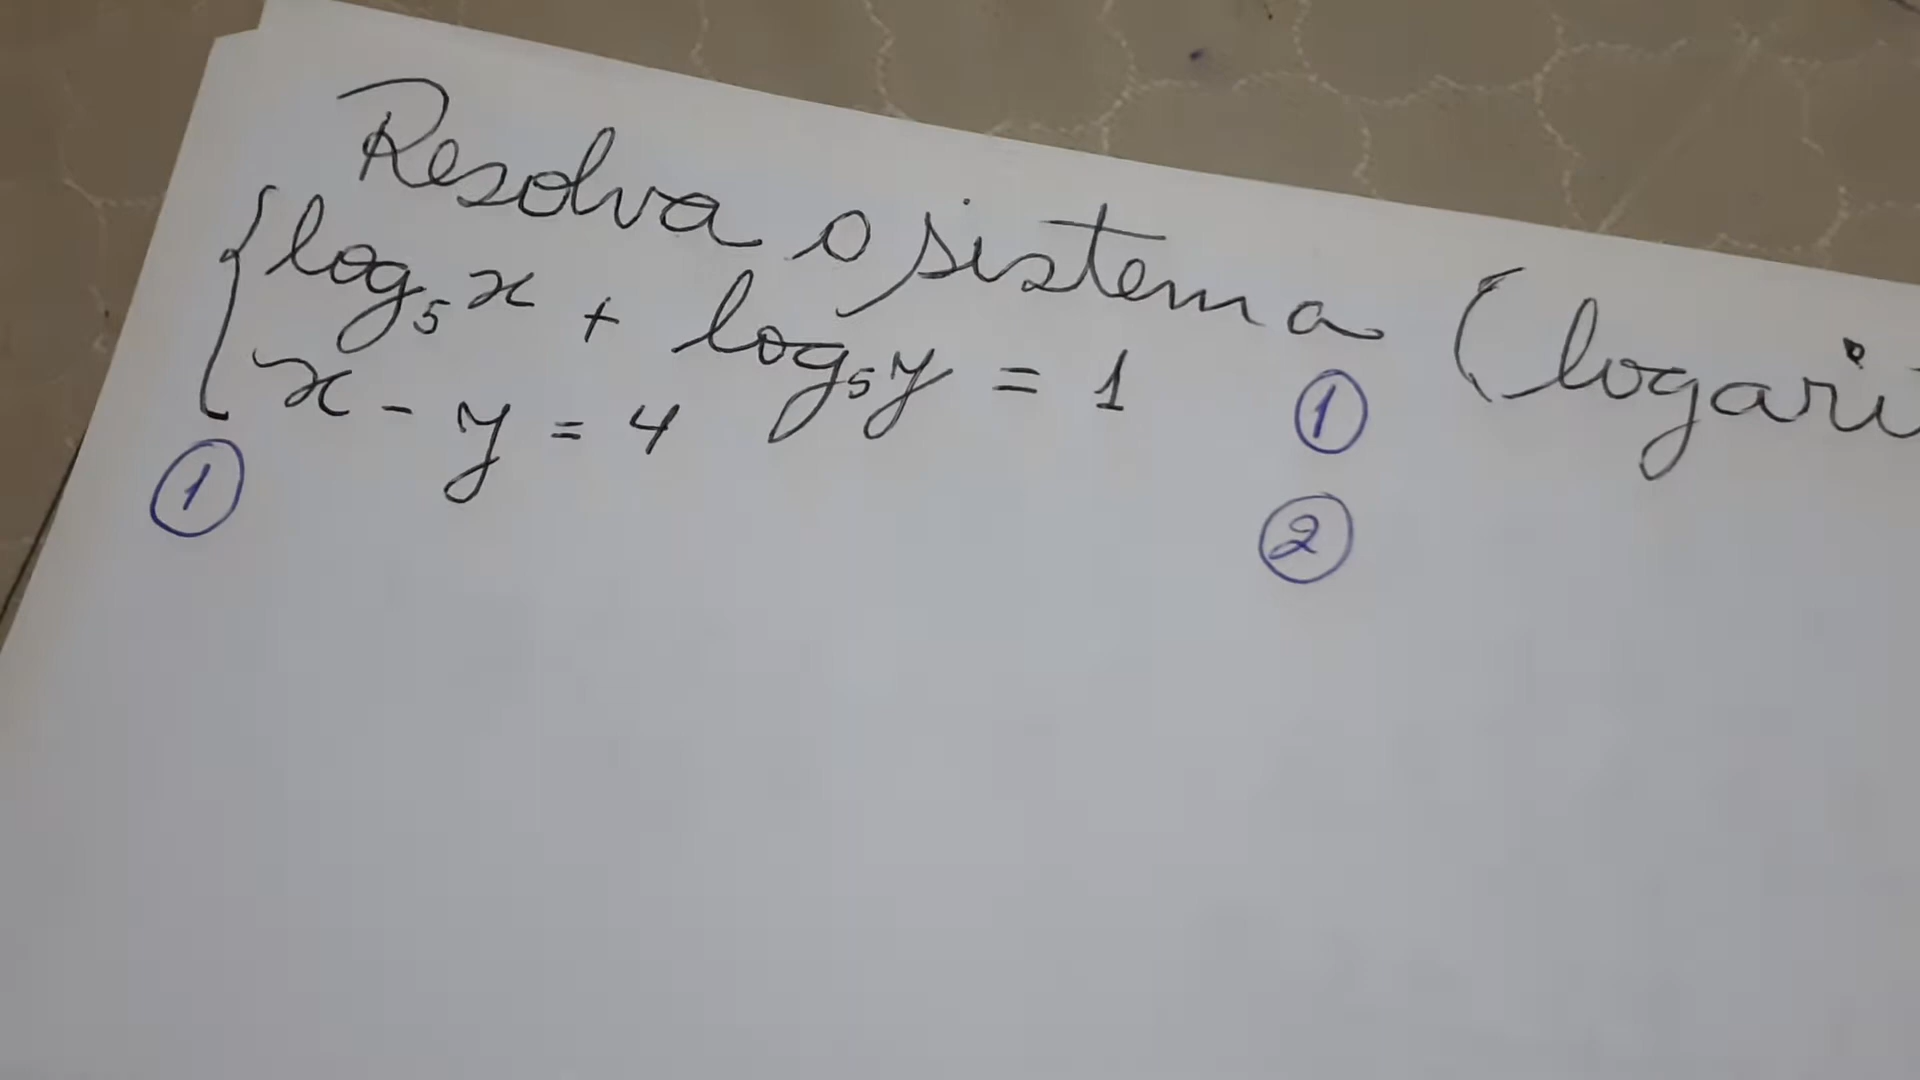 Resolva o sistema (logari
log₅x + log₅y = 1 ①
x - y = 4 ②
①